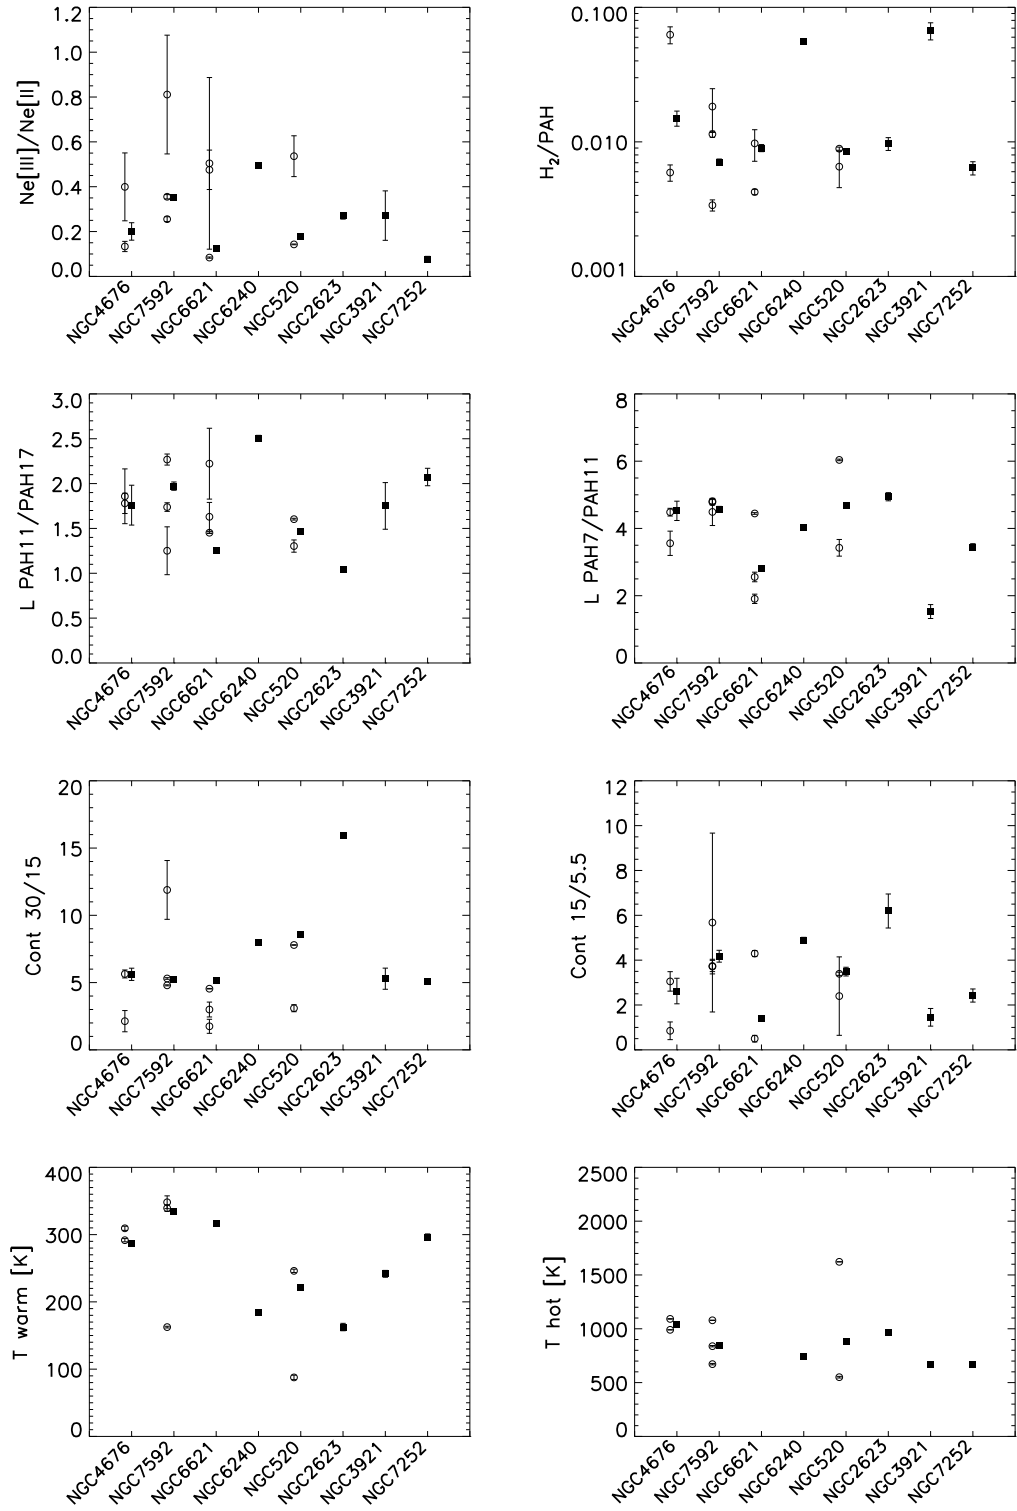 Ne[III]/Ne[II]
1.2
1.0
0.8
0.6
0.4
0.2
0.0
NGC4676
NGC7592
NGC6621
NGC6240
NGC520
NGC2623
NGC3921
NGC7252
H₂/PAH
0.100
0.010
0.001
NGC4676
NGC7592
NGC6621
NGC6240
NGC520
NGC2623
NGC3921
NGC7252
L PAH11/PAH17
3.0
2.5
2.0
1.5
1.0
0.5
0.0
NGC4676
NGC7592
NGC6621
NGC6240
NGC520
NGC2623
NGC3921
NGC7252
L PAH7/PAH11
8
6
4
2
0
NGC4676
NGC7592
NGC6621
NGC6240
NGC520
NGC2623
NGC3921
NGC7252
Cont 30/15
20
15
10
5
0
NGC4676
NGC7592
NGC6621
NGC6240
NGC520
NGC2623
NGC3921
NGC7252
Cont 15/5.5
12
10
8
6
4
2
0
NGC4676
NGC7592
NGC6621
NGC6240
NGC520
NGC2623
NGC3921
NGC7252
T warm [K]
400
300
200
100
0
NGC4676
NGC7592
NGC6621
NGC6240
NGC520
NGC2623
NGC3921
NGC7252
T hot [K]
2500
2000
1500
1000
500
0
NGC4676
NGC7592
NGC6621
NGC6240
NGC520
NGC2623
NGC3921
NGC7252